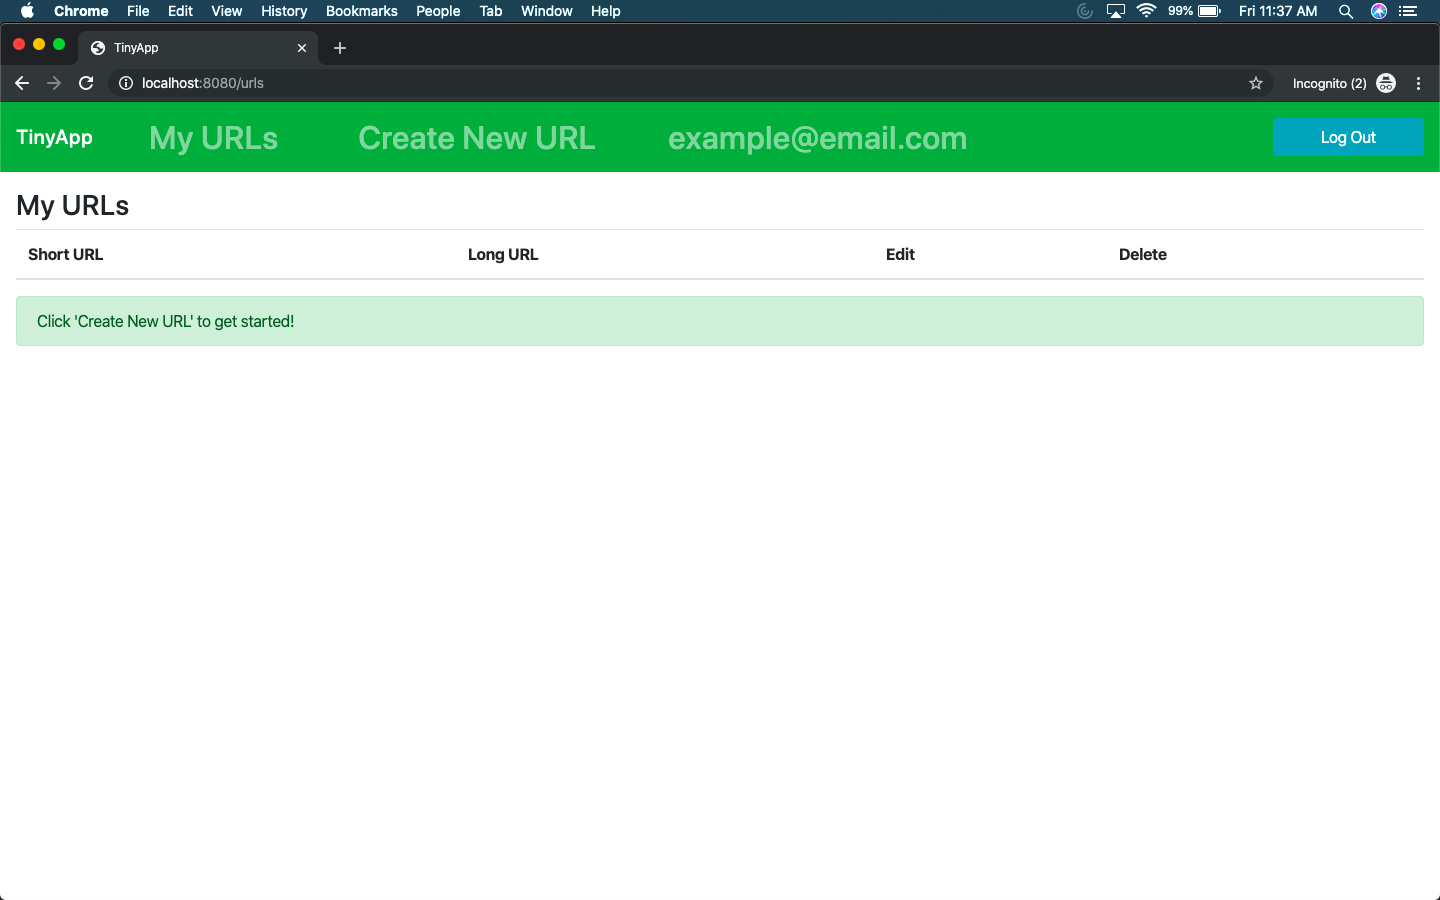 Chrome File Edit View History Bookmarks People Tab Window Help 99% Fri 11:37 AM
TinyApp
localhost:8080/urls Incognito (2)
TinyApp My URLs Create New URL example@email.com Log Out
My URLs
Short URL Long URL Edit Delete
Click 'Create New URL' to get started!